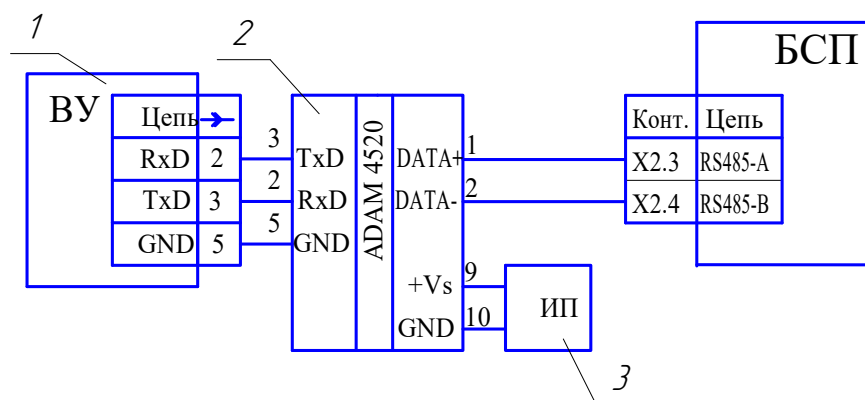 1
2
БСП
ВУ
Цепь
RxD 2
TxD 3
GND 5
3
2
5
TxD
RxD
GND
ADAM 4520
DATA+ 1
DATA- 2
+Vs 9
GND 10
ИП
3
Конт. Цепь
X2.3 RS485-A
X2.4 RS485-B